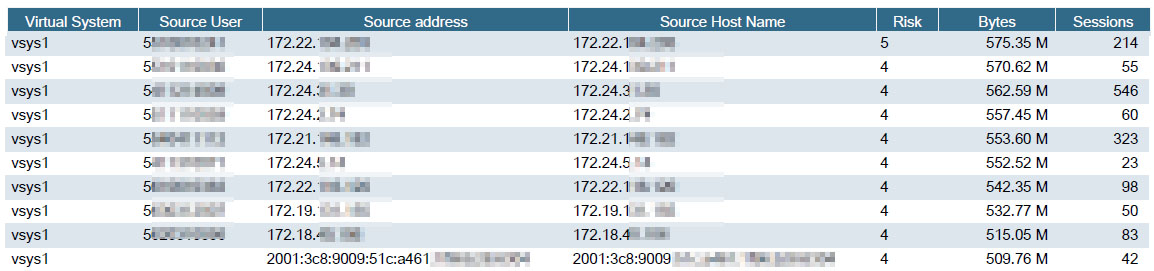 Virtual System Source User Source address Source Host Name Risk Bytes Sessions
vsys1 5 172.22.1 172.22.1 5 575.35 M 214
vsys1 5 172.24.1 172.24.1 4 570.62 M 55
vsys1 5 172.24.3 172.24.3 4 562.59 M 546
vsys1 5 172.24.2 172.24.2 4 557.45 M 60
vsys1 5 172.21.1 172.21.1 4 553.60 M 323
vsys1 5 172.24.5 172.24.5 4 552.52 M 23
vsys1 5 172.22.1 172.22.1 4 542.35 M 98
vsys1 5 172.19.1 172.19.1 4 532.77 M 50
vsys1 5 172.18.4 172.18.4 4 515.05 M 83
vsys1 2001:3c8:9009:51c:a461 2001:3c8:9009 4 509.76 M 42